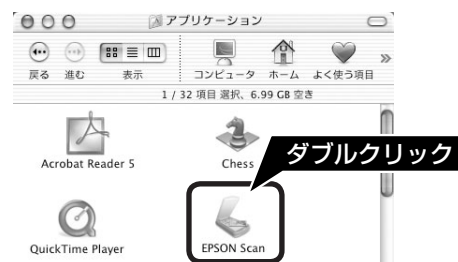 アプリケーション
戻る 進む 表示 コンピュータ ホーム よく使う項目
1 / 32 項目 選択、6.99 GB 空き
Acrobat Reader 5 Chess
ダブルクリック
QuickTime Player EPSON Scan